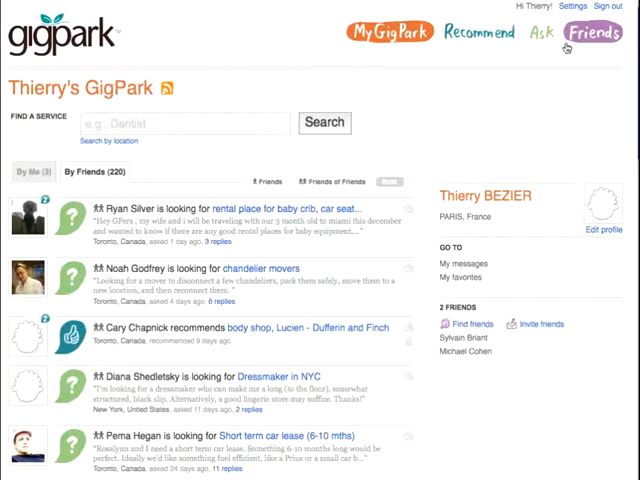 Hi Thierry! Settings Sign out
gigpark
MyGigPark Recommend Ask Friends
Thierry's GigPark
FIND A SERVICE
e.g., Dentist
Search
Search by location
By Me (3)
By Friends (220)
Friends
Friends of Friends
2
Ryan Silver is looking for rental place for baby crib, car seat...
"Hey GPers , my wife and i will be traveling with our 3 month old to miami this december
and wanted to know if there are any good rental places for baby equipment,...
Toronto, Canada, asked 1 day ago, 3 replies
Noah Godfrey is looking for chandelier movers
"Looking for a mover to disconnect a few chandeliers, pack them safely, move them to a
new location, and then reconnect them. "
Toronto, Canada, asked 4 days ago, 6 replies
2
Cary Chapnick recommends body shop, Lucien - Dufferin and Finch
Toronto, Canada, recommended 9 days ago
Diana Shedletsky is looking for Dressmaker in NYC
"I'm looking for a dressmaker who can make me a long (to the floor), somewhat
structured, black slip. Alternatively, a good lingerie store may suffice. Thanks!"
New York, United States, asked 11 days ago, 2 replies
Pema Hegan is looking for Short term car lease (6-10 mths)
"Rosalynn and I need a short term car lease. Something 6-10 months long would be
perfect. Ideally we'd like something fuel efficient, like a Prius or a small car b...
Toronto, Canada, asked 24 days ago, 11 replies
Thierry BEZIER
PARIS, France
Edit profile
GO TO
My messages
My favorites
2 FRIENDS
Find friends Invite friends
Sylvain Briant
Michael Cohen